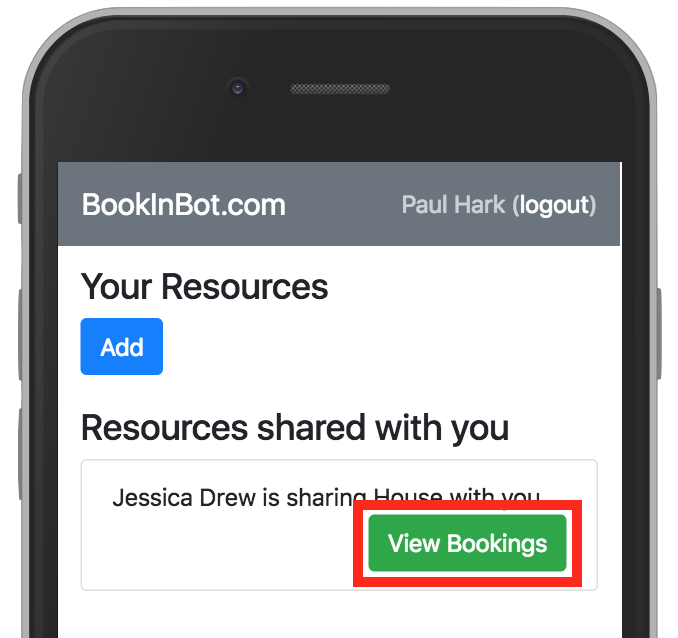 BookInBot.com Paul Hark (logout)
Your Resources
Add
Resources shared with you
Jessica Drew is sharing House with you
View Bookings